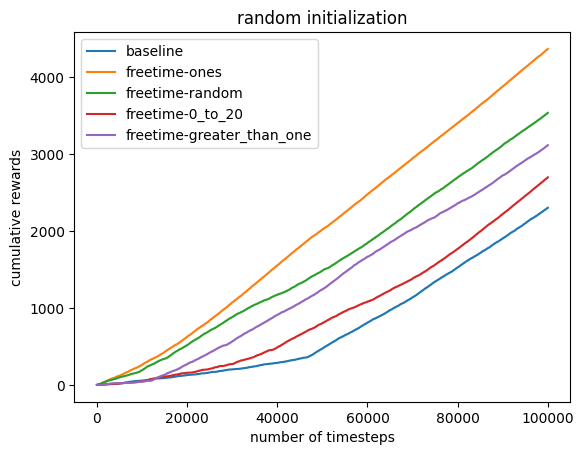 random initialization
baseline
freetime-ones
freetime-random
freetime-0_to_20
freetime-greater_than_one
cumulative rewards
4000
3000
2000
1000
0
0 20000 40000 60000 80000 100000
number of timesteps